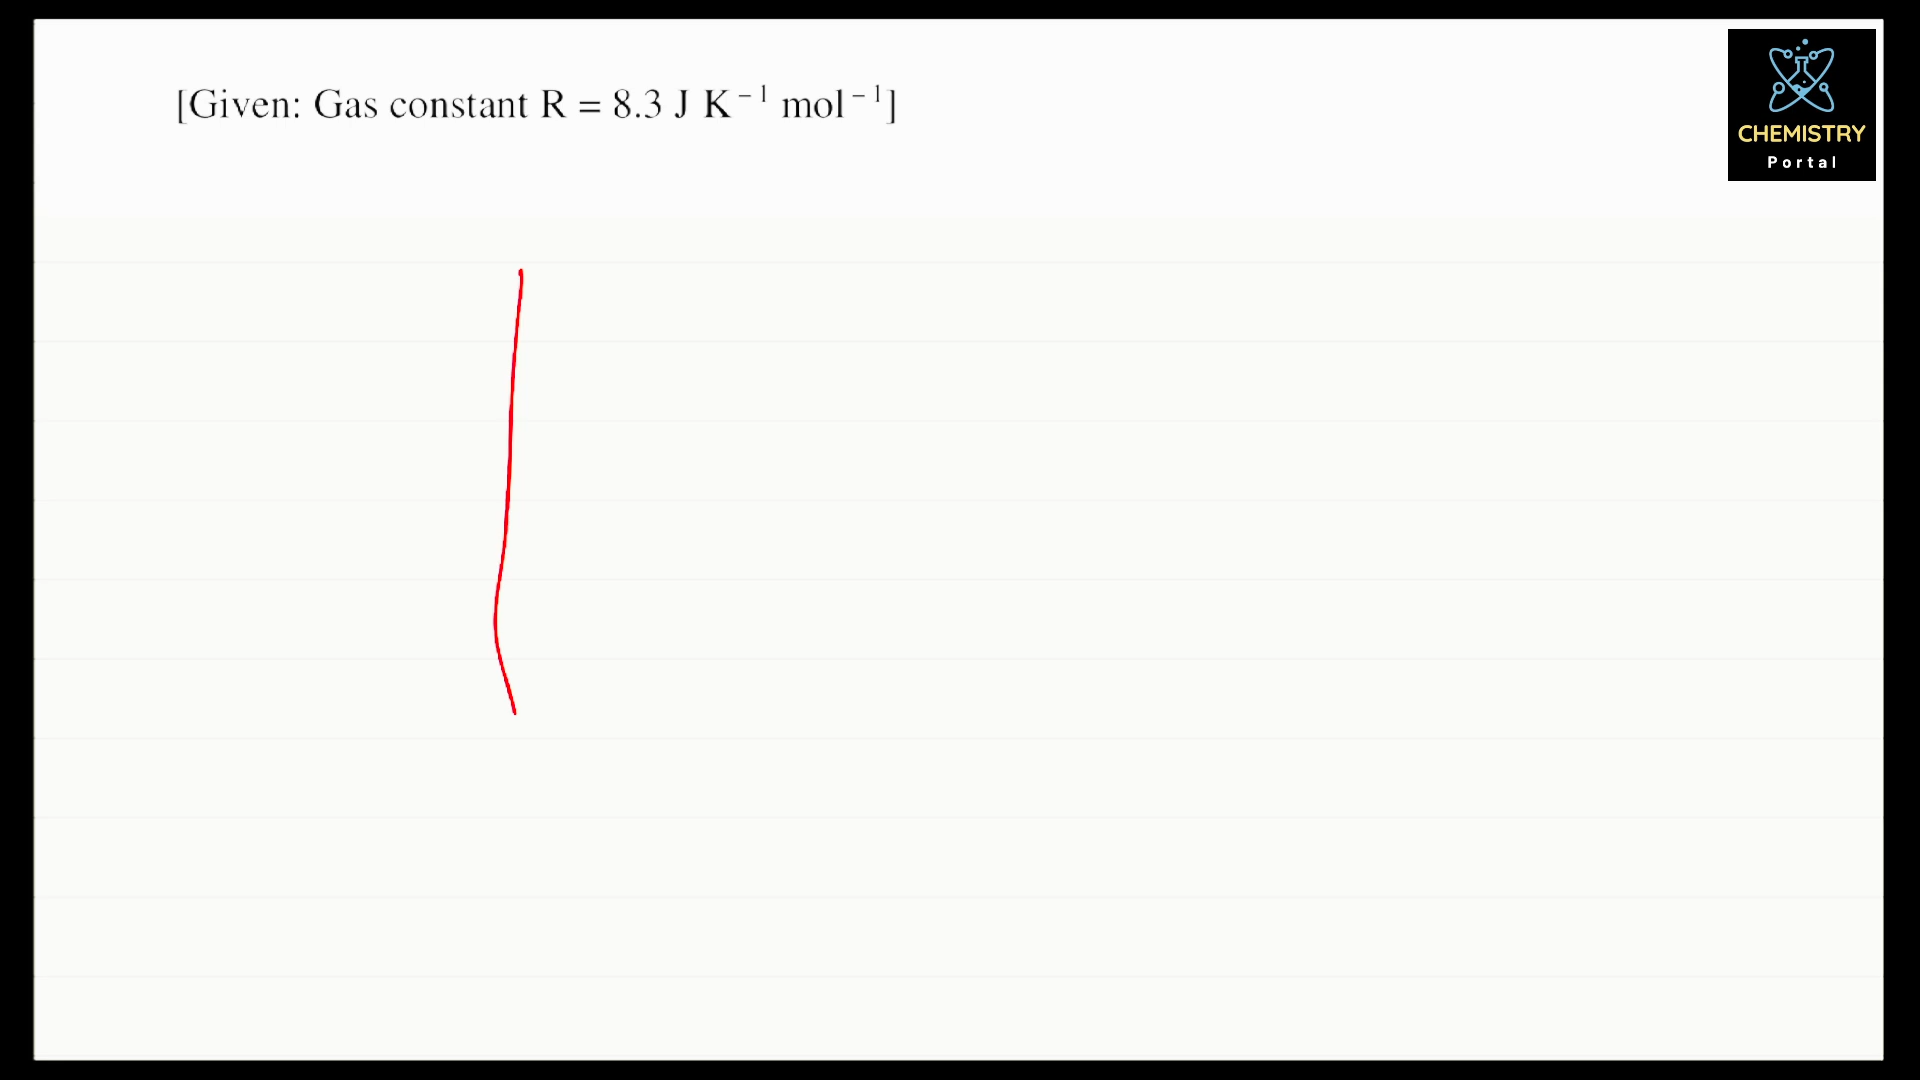 [Given: Gas constant R = 8.3 J K⁻¹ mol⁻¹]
CHEMISTRY
Portal